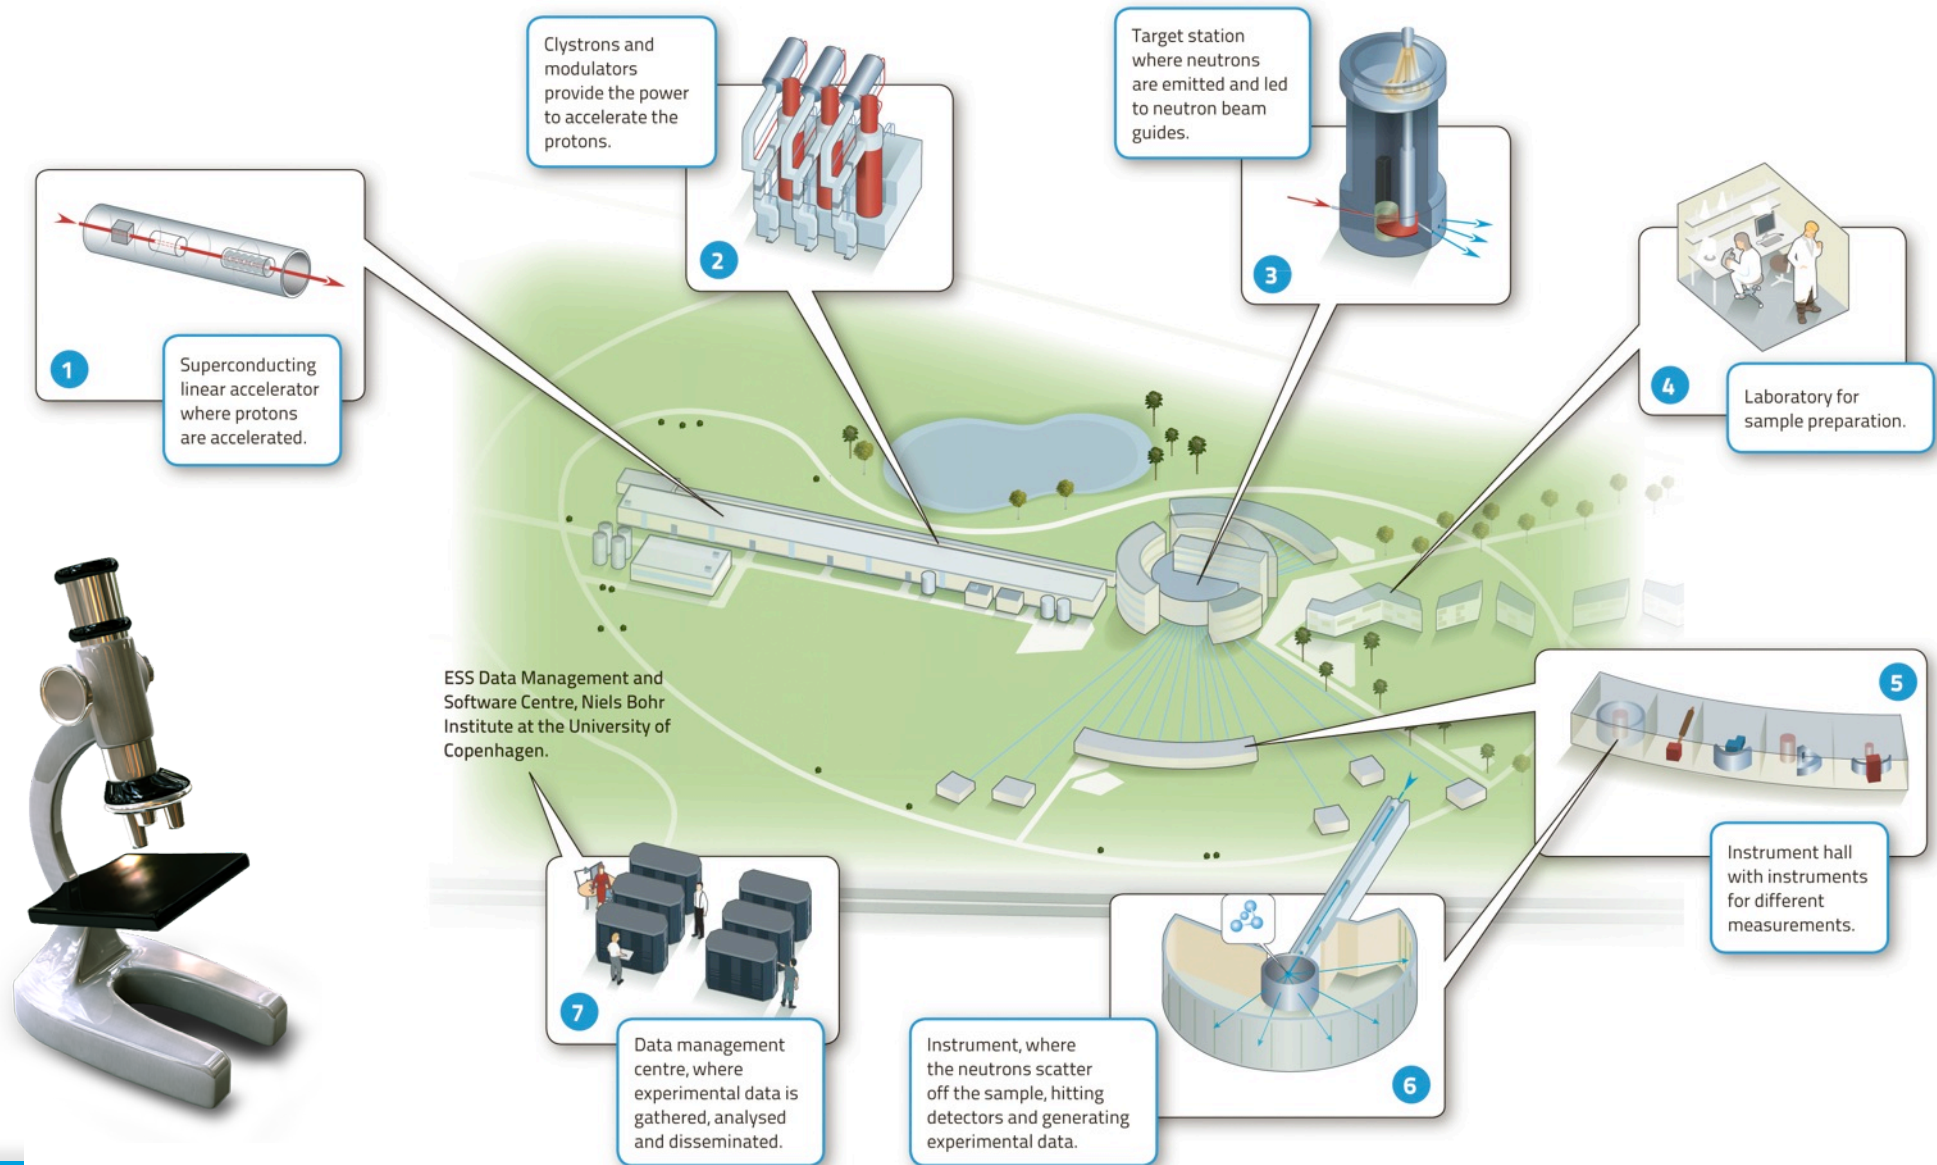 Clystrons and
modulators
provide the power
to accelerate the
protons.
2
Target station
where neutrons
are emitted and led
to neutron beam
guides.
3
1
Superconducting
linear accelerator
where protons
are accelerated.
4
Laboratory for
sample preparation.
ESS Data Management and
Software Centre, Niels Bohr
Institute at the University of
Copenhagen.
5
Instrument hall
with instruments
for different
measurements.
7
Data management
centre, where
experimental data is
gathered, analysed
and disseminated.
Instrument, where
the neutrons scatter
off the sample, hitting
detectors and generating
experimental data.
6